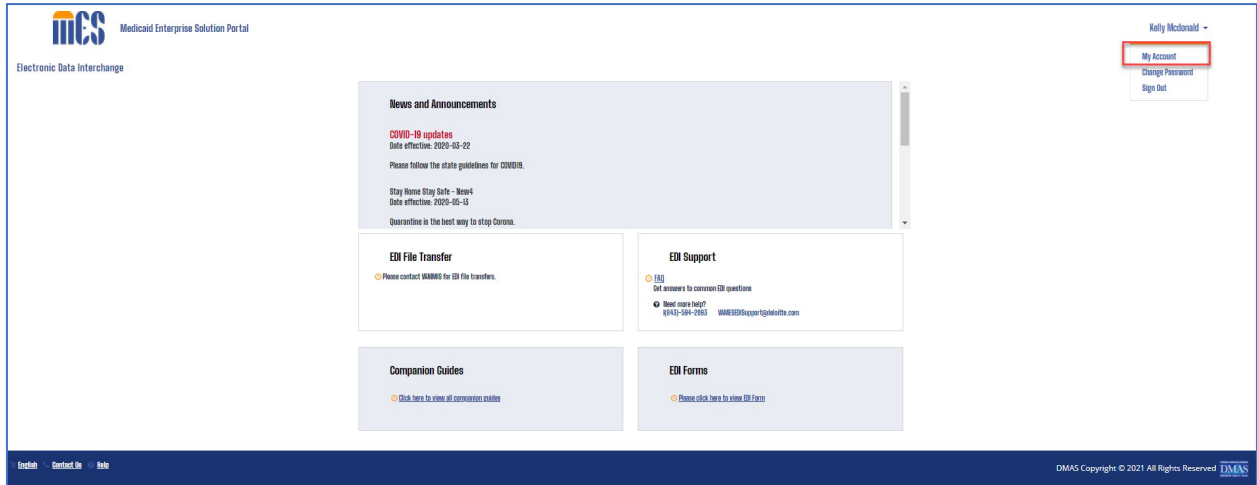 mes
Medicaid Enterprise Solution Portal
Kelly Mcdonald
My Account
Change Password
Sign Out
Electronic Data Interchange
News and Announcements
COVID-19 updates
Date effective: 2020-03-22
Please follow the state guidelines for COVID19.
Stay Home Stay Safe - New4
Date effective: 2020-05-13
Quarantine is the best way to stop Corona.
EDI File Transfer
Please contact VAMMIS for EDI file transfers.
EDI Support
FAQ
Get answers to common EDI questions
Need more help?
VAMESEDISupport@deloitte.com
Companion Guides
Click here to view all companion guides
EDI Forms
Please click here to view EDI Form
English Contact Us Help
DMAS Copyright © 2021 All Rights Reserved DMAS